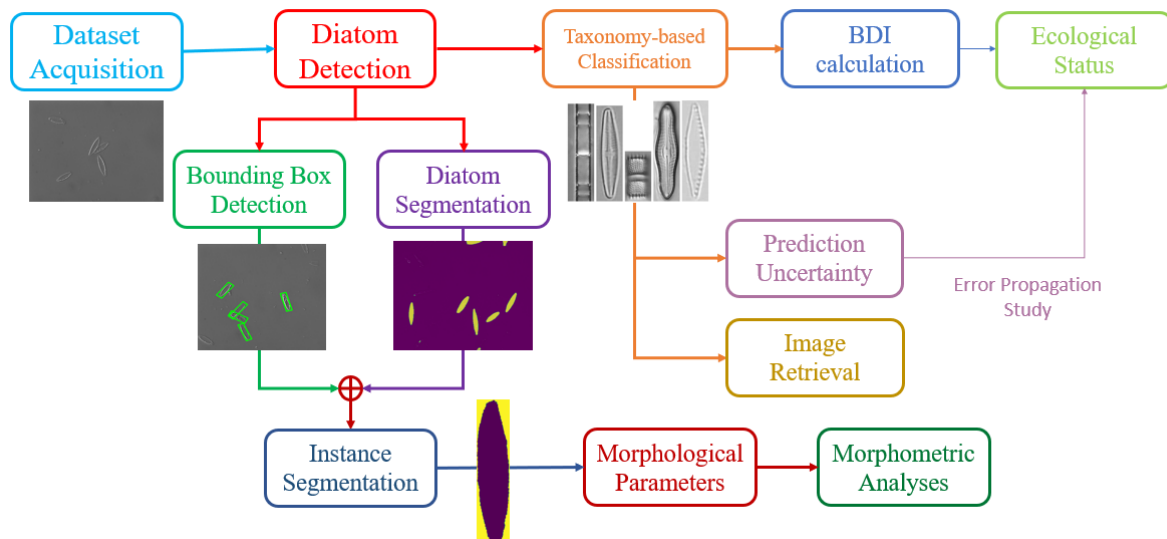 Dataset
Acquisition
Diatom
Detection
Taxonomy-based
Classification
BDI
calculation
Ecological
Status
Bounding Box
Detection
Diatom
Segmentation
Prediction
Uncertainty
Error Propagation
Study
Image
Retrieval
Instance
Segmentation
Morphological
Parameters
Morphometric
Analyses